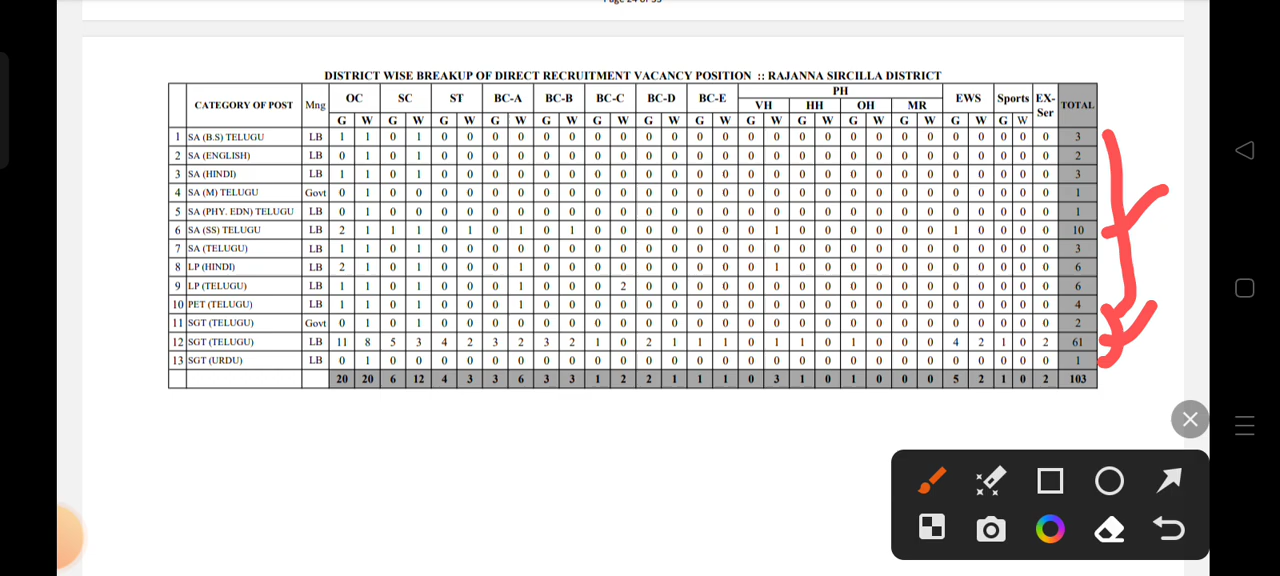 DISTRICT WISE BREAKUP OF DIRECT RECRUITMENT VACANCY POSITION :: RAJANNA SIRCILLA DISTRICT
CATEGORY OF POST Mng OC SC ST BC-A BC-B BC-C BC-D BC-E PH EWS Sports EX-Ser TOTAL
VH HH OH MR
G W G W G W G W G W G W G W G W G W G W G W G W G W G W
1 SA (B.S) TELUGU LB 1 1 0 1 0 0 0 0 0 0 0 0 0 0 0 0 0 0 0 0 0 0 0 0 0 0 0 0 0 3
2 SA (ENGLISH) LB 0 1 0 1 0 0 0 0 0 0 0 0 0 0 0 0 0 0 0 0 0 0 0 0 0 0 0 0 0 2
3 SA (HINDI) LB 1 1 0 1 0 0 0 0 0 0 0 0 0 0 0 0 0 0 0 0 0 0 0 0 0 0 0 0 0 3
4 SA (M) TELUGU Govt 0 1 0 0 0 0 0 0 0 0 0 0 0 0 0 0 0 0 0 0 0 0 0 0 0 0 0 0 0 1
5 SA (PHY. EDN) TELUGU LB 0 1 0 0 0 0 0 0 0 0 0 0 0 0 0 0 0 0 0 0 0 0 0 0 0 0 0 0 0 1
6 SA (SS) TELUGU LB 2 1 1 1 0 1 0 1 0 1 0 0 0 0 0 0 0 1 0 0 0 0 0 0 1 0 0 0 0 10
7 SA (TELUGU) LB 1 1 0 1 0 0 0 0 0 0 0 0 0 0 0 0 0 0 0 0 0 0 0 0 0 0 0 0 0 3
8 LP (HINDI) LB 2 1 0 1 0 0 0 1 0 0 0 0 0 0 0 0 0 1 0 0 0 0 0 0 0 0 0 0 0 6
9 LP (TELUGU) LB 1 1 0 1 0 0 0 1 0 0 0 2 0 0 0 0 0 0 0 0 0 0 0 0 0 0 0 0 0 6
10 PET (TELUGU) LB 1 1 0 1 0 0 0 1 0 0 0 0 0 0 0 0 0 0 0 0 0 0 0 0 0 0 0 0 0 4
11 SGT (TELUGU) Govt 0 1 0 1 0 0 0 0 0 0 0 0 0 0 0 0 0 0 0 0 0 0 0 0 0 0 0 0 0 2
12 SGT (TELUGU) LB 11 8 5 3 4 2 3 2 3 2 1 0 2 1 1 1 0 1 1 0 1 0 0 0 4 2 1 0 2 61
13 SGT (URDU) LB 0 1 0 0 0 0 0 0 0 0 0 0 0 0 0 0 0 0 0 0 0 0 0 0 0 0 0 0 0 1
20 20 6 12 4 3 3 6 3 3 1 2 2 1 1 1 0 3 1 0 1 0 0 0 5 2 1 0 2 103